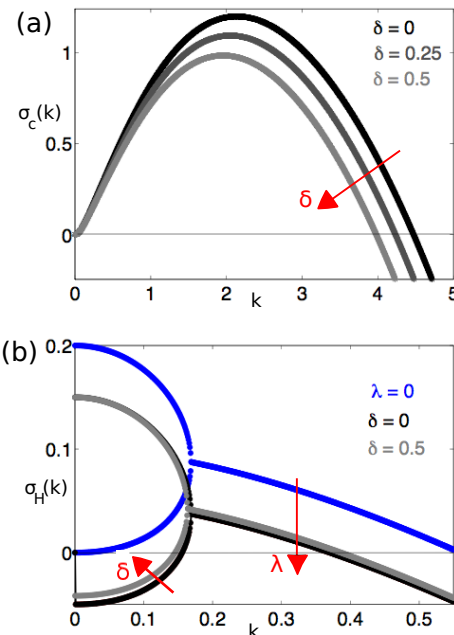 (a)
1
0.5
0
σc(k)
δ = 0
δ = 0.25
δ = 0.5
δ
0 1 2 3 4 5
k
(b)
0.2
0.1
0
σH(k)
λ = 0
δ = 0
δ = 0.5
δ
λ
0 0.1 0.2 0.3 0.4 0.5
k